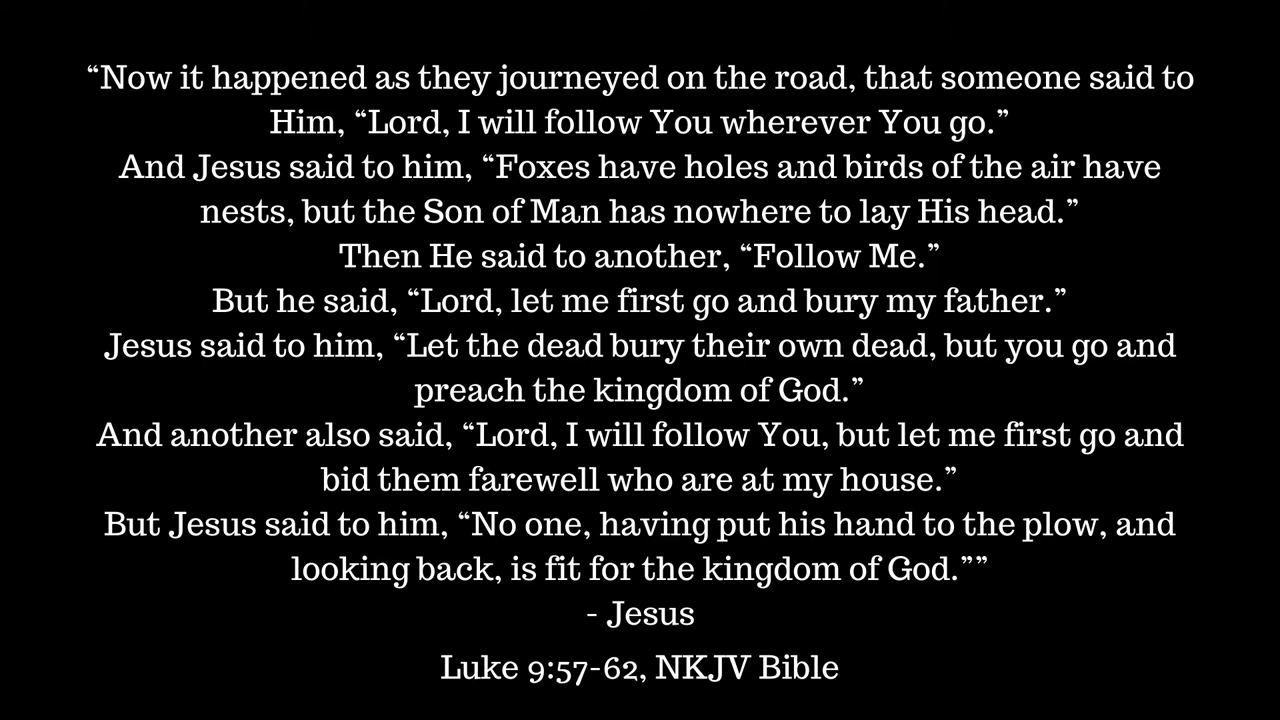 “Now it happened as they journeyed on the road, that someone said to
Him, “Lord, I will follow You wherever You go.”
And Jesus said to him, “Foxes have holes and birds of the air have
nests, but the Son of Man has nowhere to lay His head.”
Then He said to another, “Follow Me.”
But he said, “Lord, let me first go and bury my father.”
Jesus said to him, “Let the dead bury their own dead, but you go and
preach the kingdom of God.”
And another also said, “Lord, I will follow You, but let me first go and
bid them farewell who are at my house.”
But Jesus said to him, “No one, having put his hand to the plow, and
looking back, is fit for the kingdom of God.””
- Jesus
Luke 9:57-62, NKJV Bible